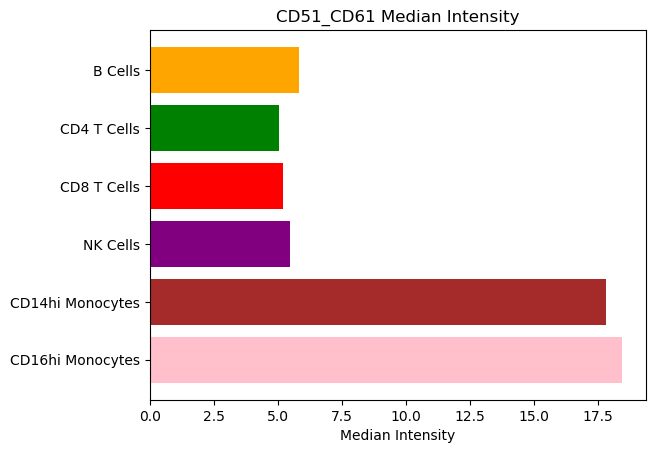 CD51_CD61 Median Intensity
B Cells
CD4 T Cells
CD8 T Cells
NK Cells
CD14hi Monocytes
CD16hi Monocytes
0.0 2.5 5.0 7.5 10.0 12.5 15.0 17.5
Median Intensity